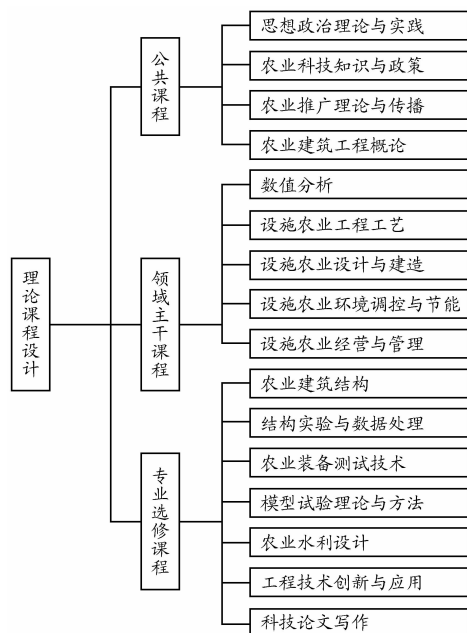 理论课程设计
公共课程
思想政治理论与实践
农业科技知识与政策
农业推广理论与传播
农业建筑工程概论
领域主干课程
数值分析
设施农业工程工艺
设施农业设计与建造
设施农业环境调控与节能
设施农业经营与管理
专业选修课程
农业建筑结构
结构实验与数据处理
农业装备测试技术
模型试验理论与方法
农业水利设计
工程技术创新与应用
科技论文写作